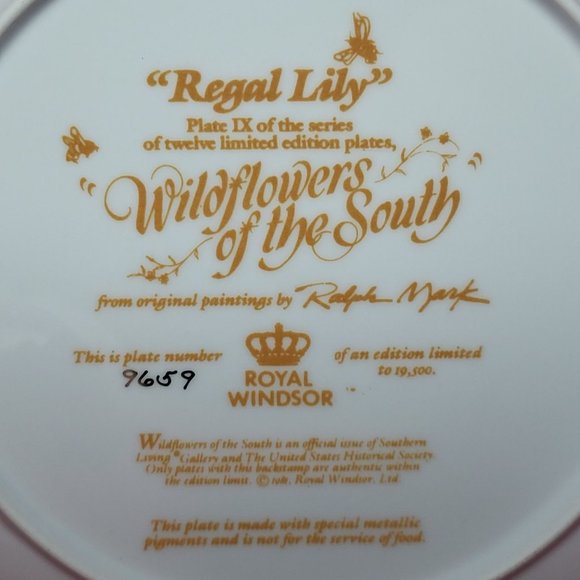 "Regal Lily"
Plate IX of the series
of twelve limited edition plates,
"Wildflowers
of the South"
from original paintings by Ralph Mark
This is plate number
9659
ROYAL
WINDSOR
of an edition limited
to 19,500.
Wildflowers of the South is an official issue of Southern
Living® Gallery and The United States Historical Society.
Only plates with this backstamp are authentic within
the edition limit. © Royal Windsor, Ltd.
This plate is made with special metallic
pigments and is not for the service of food.